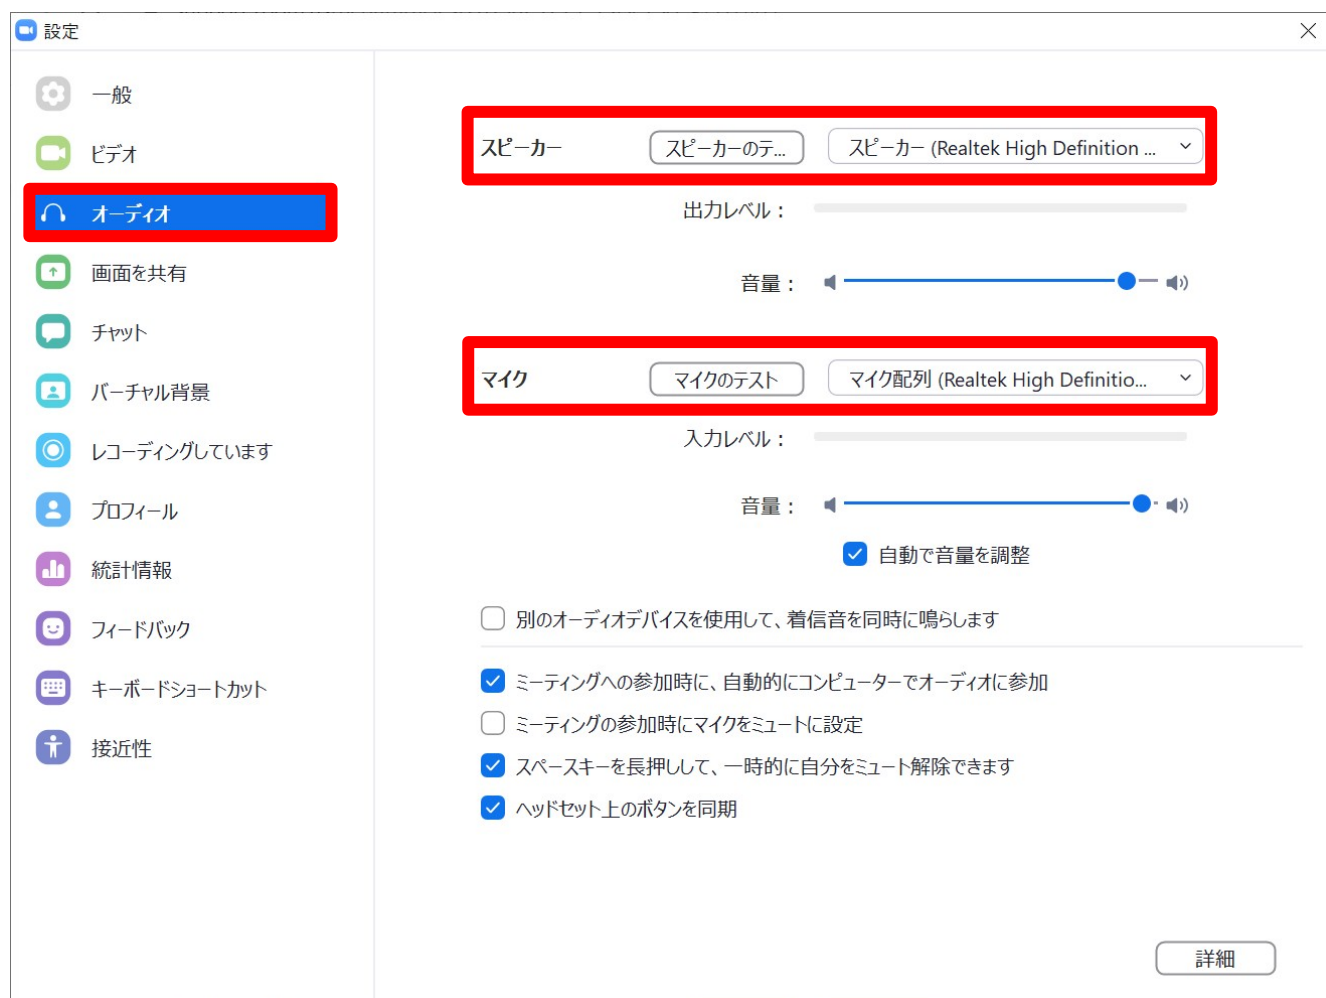 設定
一般
ビデオ
オーディオ
画面を共有
チャット
バーチャル背景
レコーディングしています
プロフィール
統計情報
フィードバック
キーボードショートカット
接近性
スピーカー スピーカーのテ... スピーカー (Realtek High Definition ...
出力レベル：
音量：
マイク マイクのテスト マイク配列 (Realtek High Definitio...
入力レベル：
音量：
自動で音量を調整
別のオーディオデバイスを使用して、着信音を同時に鳴らします
ミーティングへの参加時に、自動的にコンピューターでオーディオに参加
ミーティングの参加時にマイクをミュートに設定
スペースキーを長押しして、一時的に自分をミュート解除できます
ヘッドセット上のボタンを同期
詳細